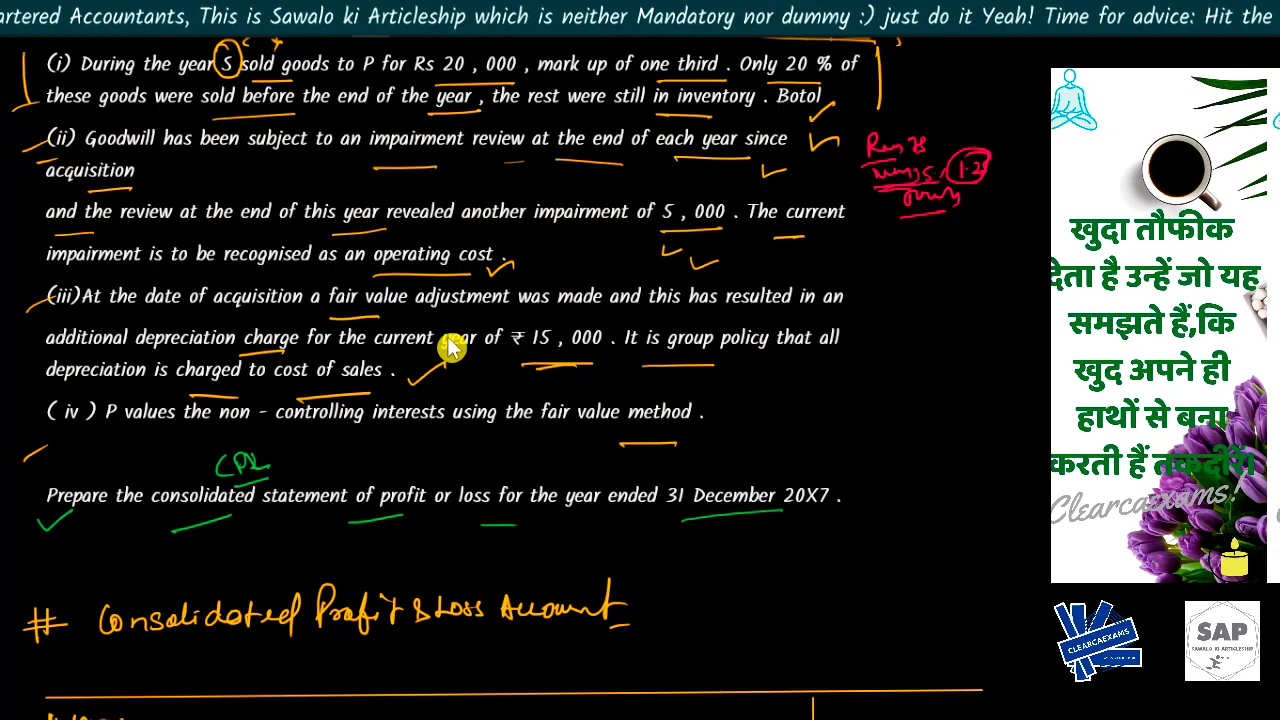 artered Accountants, This is Sawalo ki Articleship which is neither Mandatory nor dummy :) just do it Yeah! Time for advice: Hit the
(i) During the year S sold goods to P for Rs 20 , 000 , mark up of one third . Only 20 % of
these goods were sold before the end of the year , the rest were still in inventory . Botol
(ii) Goodwill has been subject to an impairment review at the end of each year since
acquisition
and the review at the end of this year revealed another impairment of 5 , 000 . The current
impairment is to be recognised as an operating cost .
(iii)At the date of acquisition a fair value adjustment was made and this has resulted in an
additional depreciation charge for the current year of ₹ 15 , 000 . It is group policy that all
depreciation is charged to cost of sales .
( iv ) P values the non - controlling interests using the fair value method .
Prepare the consolidated statement of profit or loss for the year ended 31 December 20X7 .
# Consolidated Profit & Loss Account
खुदा तौफीक
देता है उन्हें जो यह
समझते हैं,कि
खुद अपने ही
हाथों से बना
करती हैं तकदीरें।
Clearcaexams!
CLEARCAEXAMS
SAP
SAWALO KI ARTICLESHIP